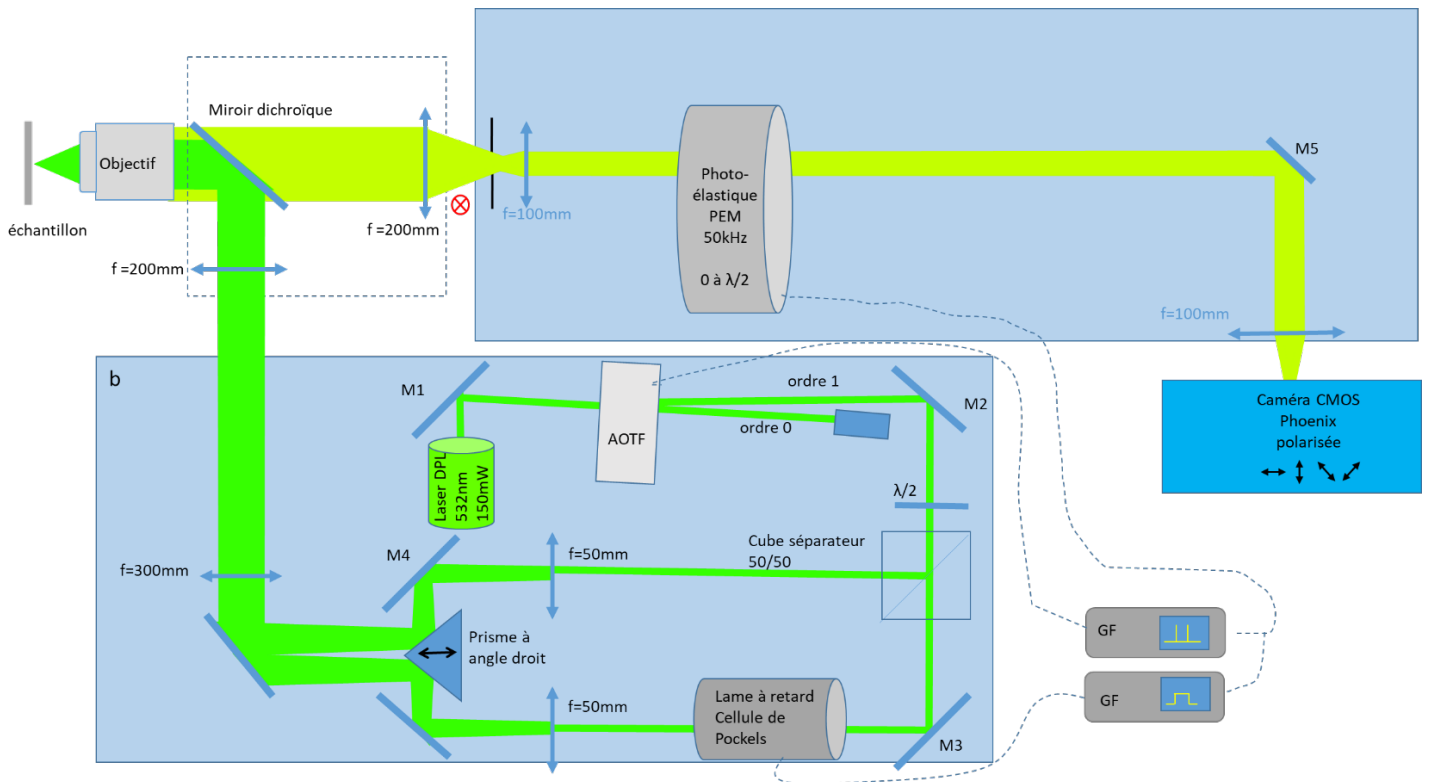 Miroir dichroïque
Objectif
échantillon
f =200mm
f =200mm
f=100mm
Photo-
élastique
PEM
50kHz
0 à λ/2
M5
f=100mm
Caméra CMOS
Phoenix
polarisée
b
M1
Laser DPL
532nm
150mW
AOTF
ordre 1
ordre 0
M2
λ/2
Cube séparateur
50/50
M4
f=50mm
f=300mm
Prisme à
angle droit
f=50mm
Lame à retard
Cellule de
Pockels
M3
GF
GF